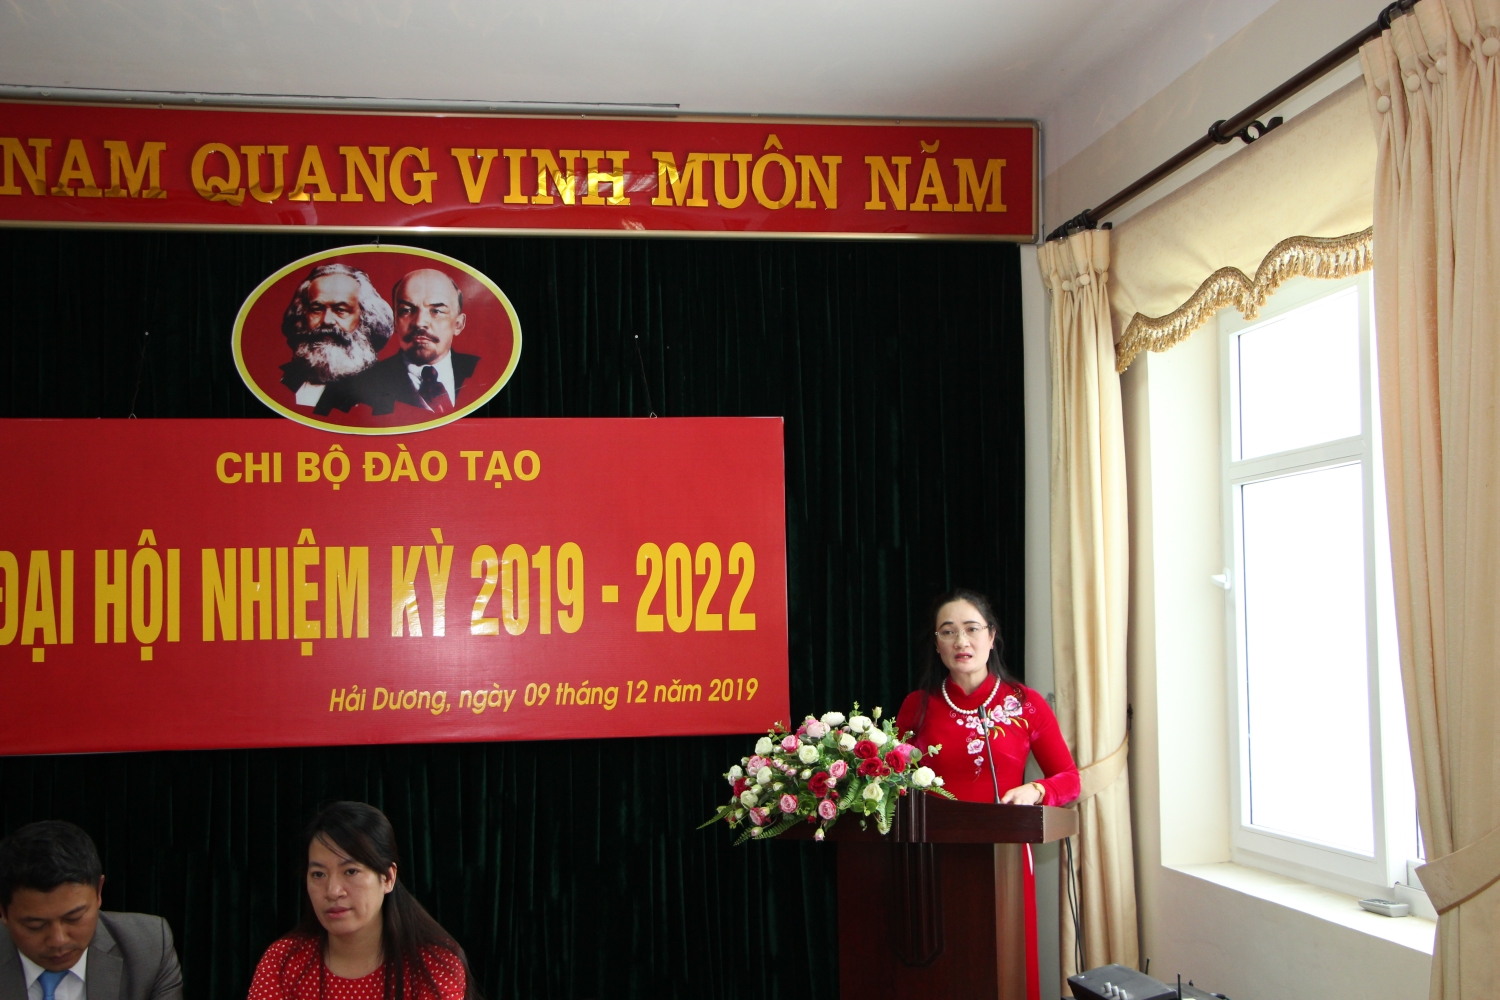 NAM QUANG VINH MUÔN NĂM
CHI BỘ ĐÀO TẠO
ĐẠI HỘI NHIỆM KỲ 2019 - 2022
Hải Dương, ngày 09 tháng 12 năm 2019